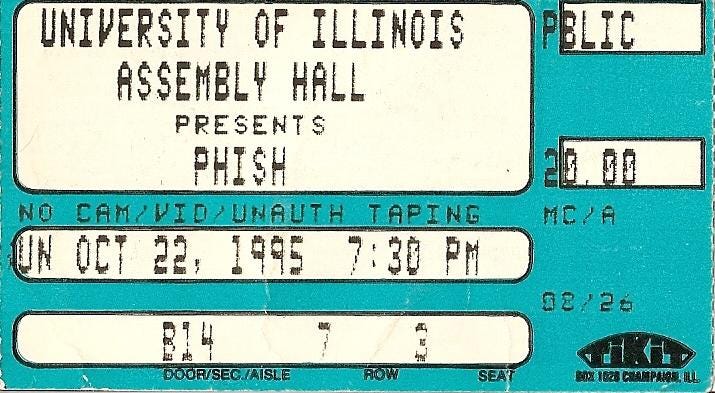 UNIVERSITY OF ILLINOIS
ASSEMBLY HALL
PRESENTS
PHISH
NO CAM/VID/UNAUTH TAPING
UN OCT 22, 1995 7:30 PM
B14 7 3
DOOR/SEC./AISLE ROW SEAT
PBLIC
20.00
MC/A
08/26
TIKIT
BOX 1626 CHAMPAIGN, ILL.